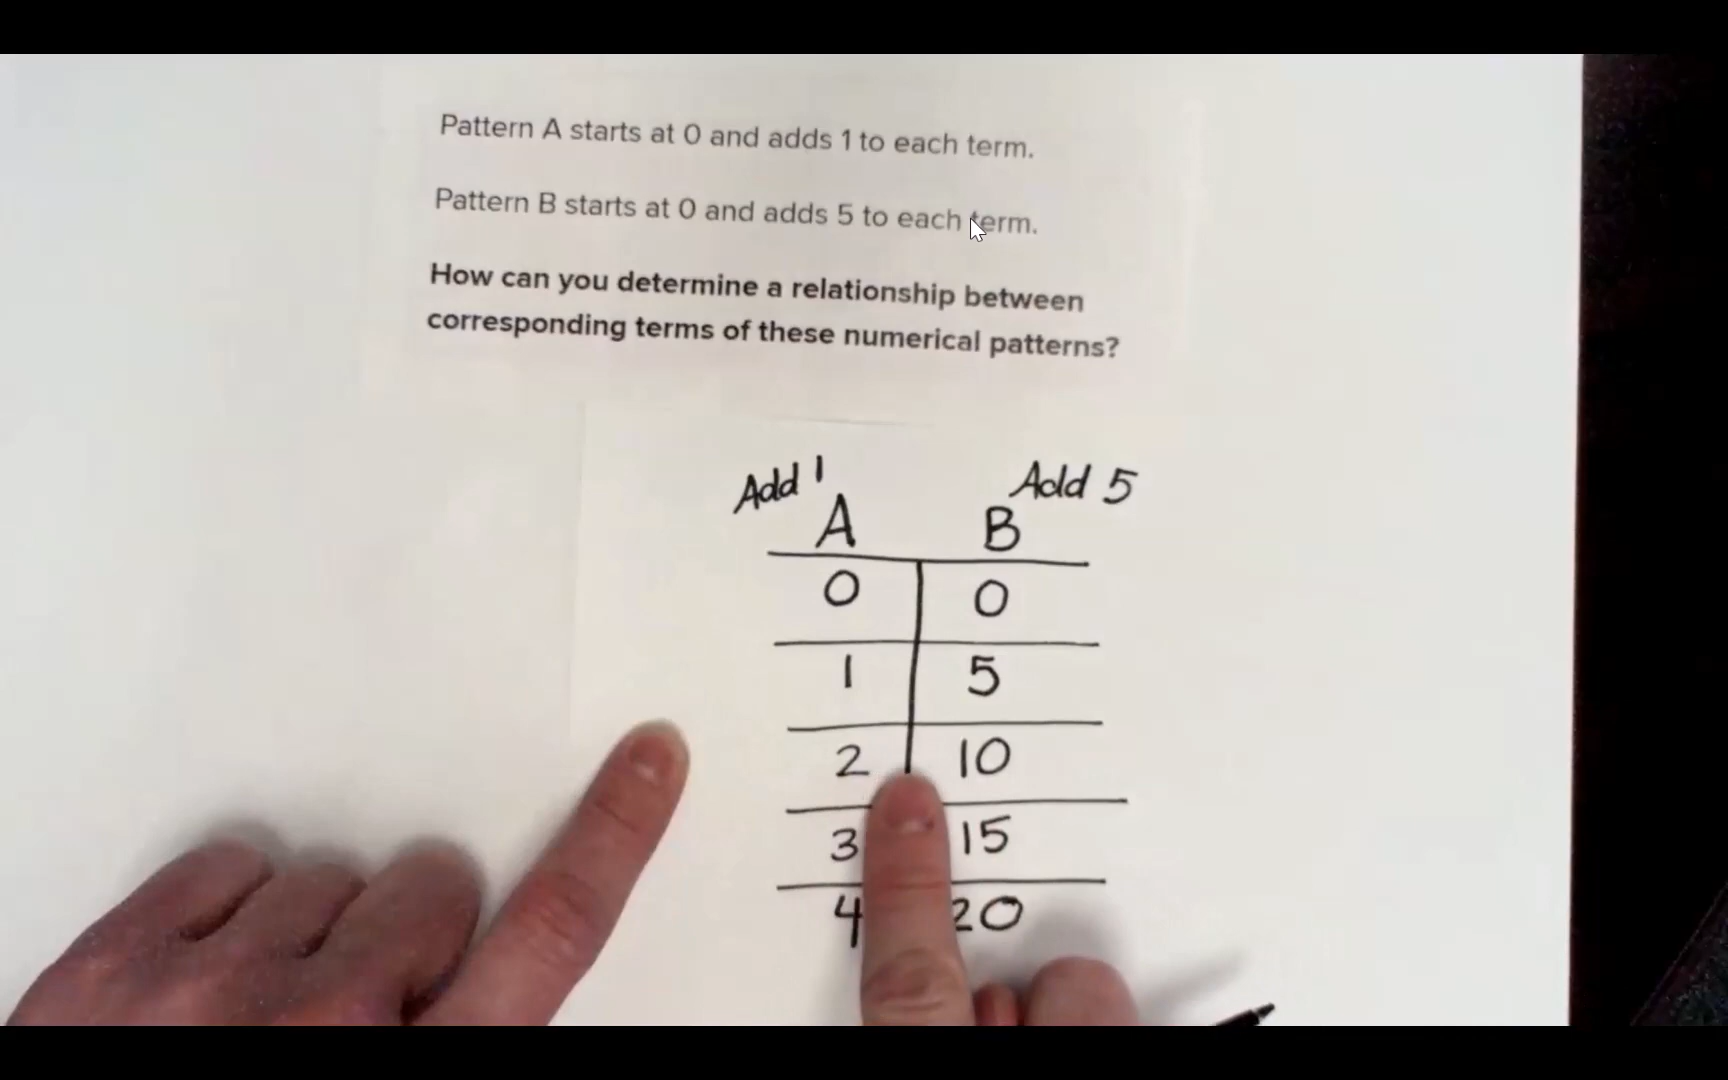 Pattern A starts at 0 and adds 1 to each term.
Pattern B starts at 0 and adds 5 to each term.
How can you determine a relationship between
corresponding terms of these numerical patterns?
Add 1 Add 5
A B
0 0
1 5
2 10
3 15
4 20